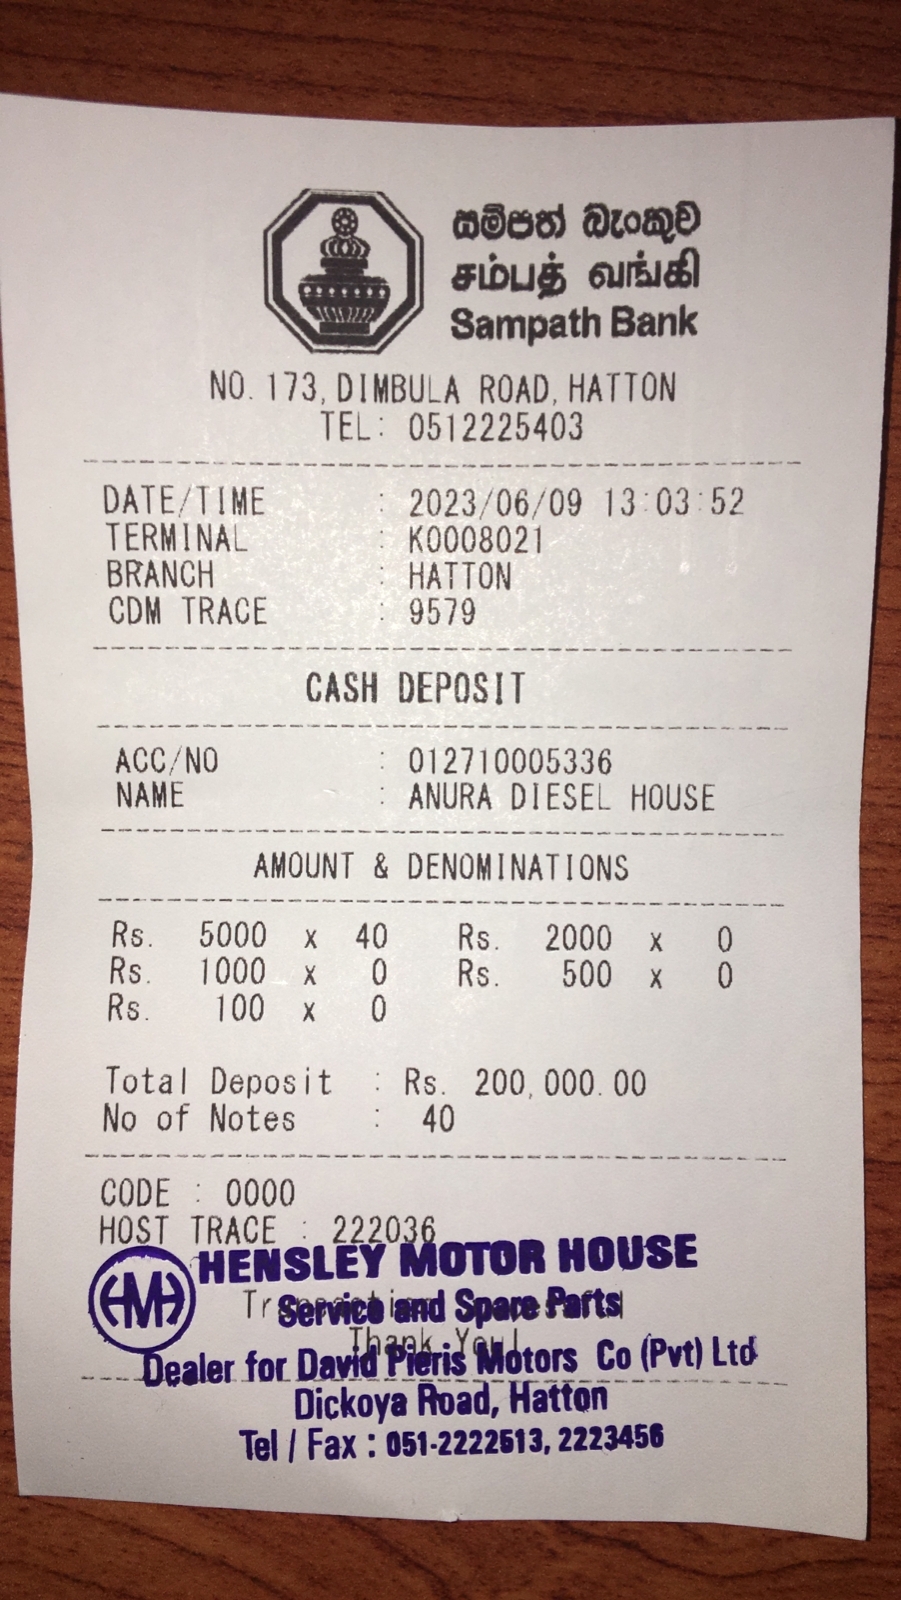 සම්පත් බැංකුව
சம்பத் வங்கி
Sampath Bank
NO. 173, DIMBULA ROAD, HATTON
TEL: 0512225403
DATE/TIME : 2023/06/09 13:03:52
TERMINAL : K0008021
BRANCH : HATTON
CDM TRACE : 9579
CASH DEPOSIT
ACC/NO : 012710005336
NAME : ANURA DIESEL HOUSE
AMOUNT & DENOMINATIONS
Rs. 5000 x 40 Rs. 2000 x 0
Rs. 1000 x 0 Rs. 500 x 0
Rs. 100 x 0
Total Deposit : Rs. 200,000.00
No of Notes : 40
CODE : 0000
HOST TRACE : 222036
HMH HENSLEY MOTOR HOUSE
Service and Spare Parts
Thank You!
Dealer for David Pieris Motors Co (Pvt) Ltd
Dickoya Road, Hatton
Tel / Fax : 051-2222513, 2223456